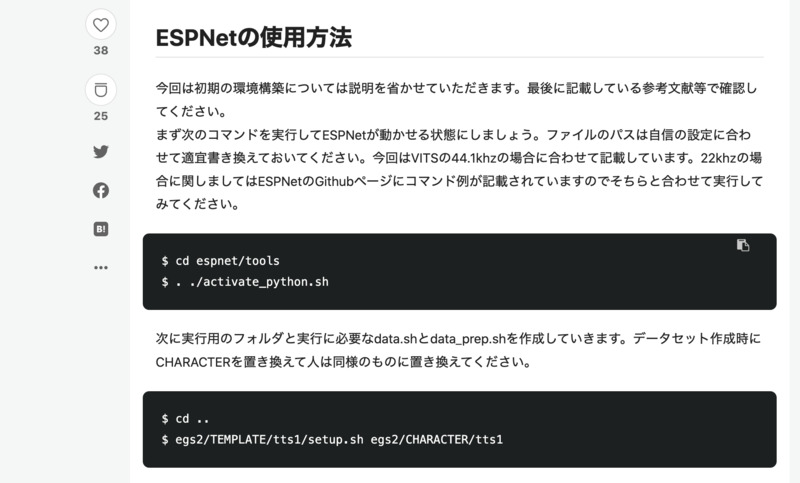 38
25
B!
ESPNetの使用方法
今回は初期の環境構築については説明を省かせていただきます。最後に記載している参考文献等で確認し
てください。
まず次のコマンドを実行してESPNetが動かせる状態にしましょう。ファイルのパスは自信の設定に合わ
せて適宜書き換えておいてください。今回はVITSの44.1khzの場合に合わせて記載しています。22khzの場
合に関しましてはESPNetのGithubページにコマンド例が記載されていますのでそちらと合わせて実行して
みてください。
$ cd espnet/tools
$ . ./activate_python.sh
次に実行用のフォルダと実行に必要なdata.shとdata_prep.shを作成していきます。データセット作成時に
CHARACTERを置き換えて人は同様のものに置き換えてください。
$ cd ..
$ egs2/TEMPLATE/tts1/setup.sh egs2/CHARACTER/tts1